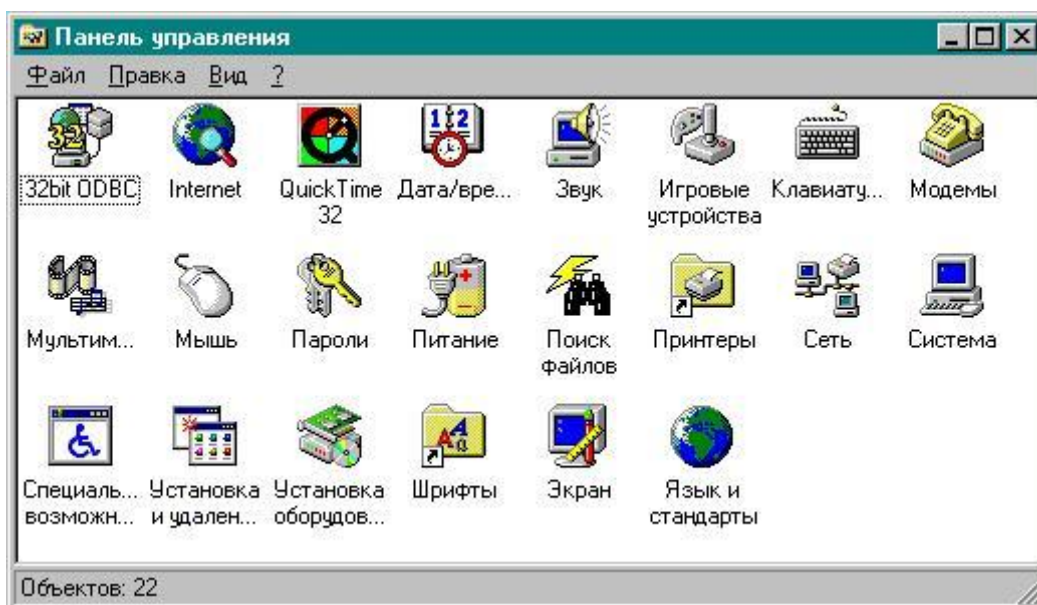 Панель управления
Файл Правка Вид ?
32bit ODBC Internet QuickTime Дата/вре... Звук Игровые Клавиату... Модемы
32 устройства
Мультим... Мышь Пароли Питание Поиск Принтеры Сеть Система
файлов
Специаль... Установка Установка Шрифты Экран Язык и
возможн... и удален... оборудов... стандарты
Объектов: 22